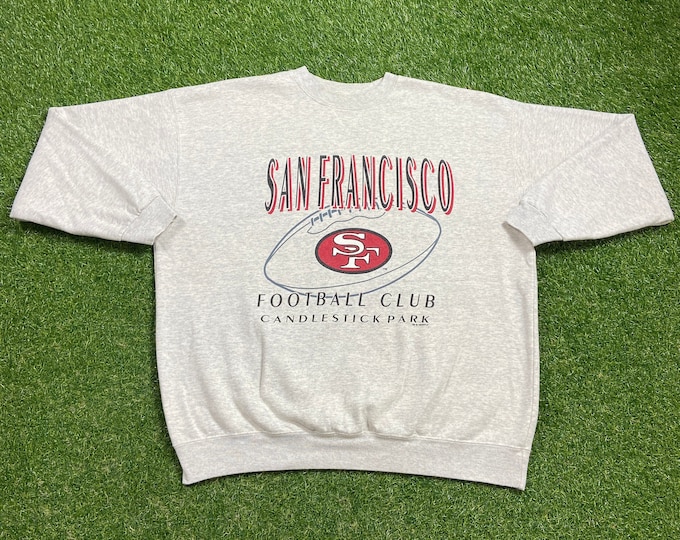 SAN FRANCISCO
SF
FOOTBALL CLUB
CANDLESTICK PARK